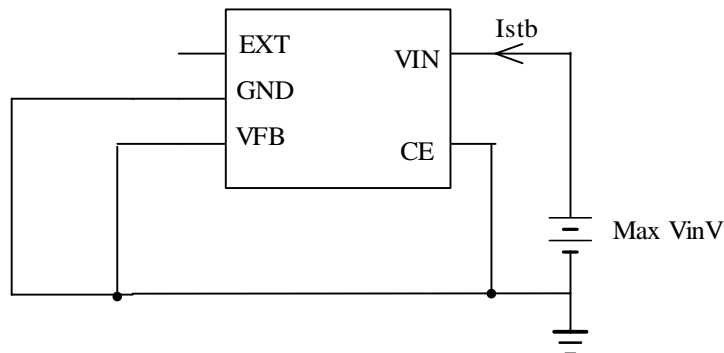 Istb
EXT
VIN
GND
VFB
CE
Max VinV